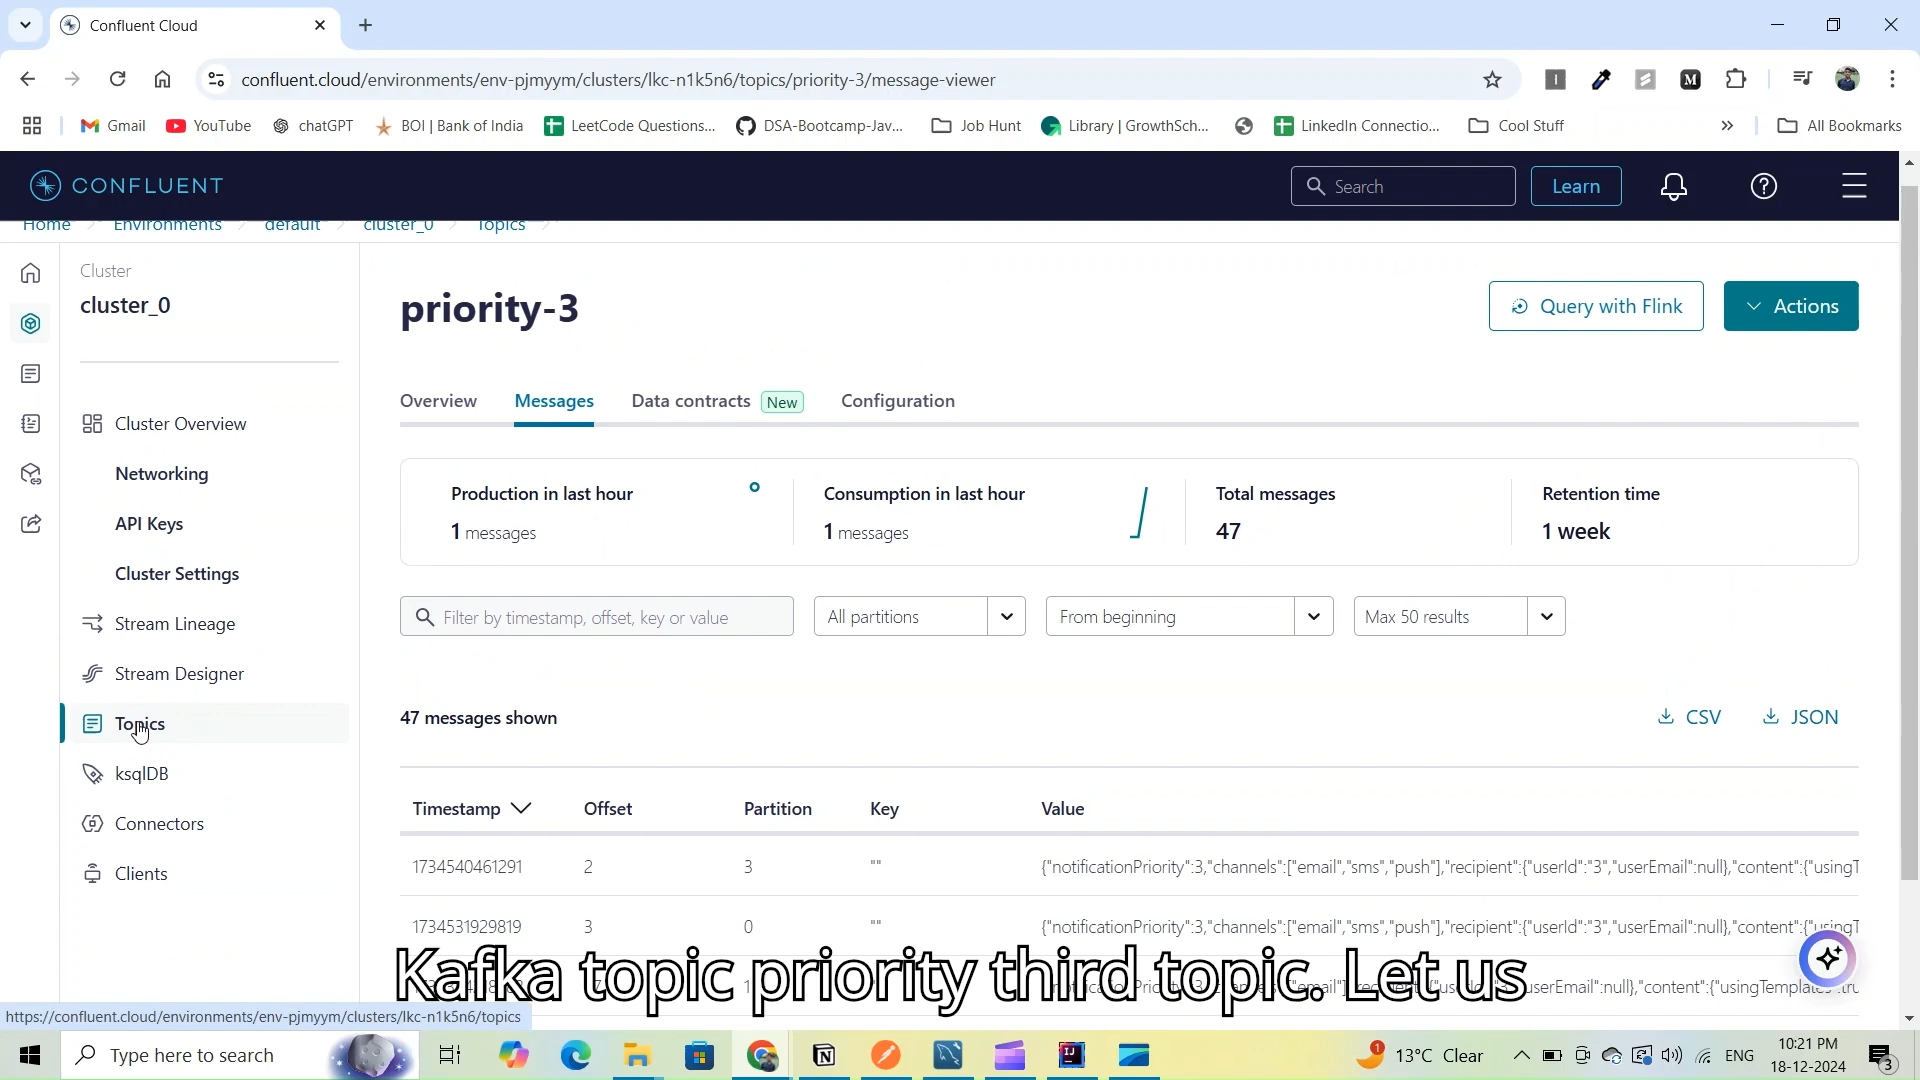 Confluent Cloud
confluent.cloud/environments/env-pjmyym/clusters/lkc-n1k5n6/topics/priority-3/message-viewer
Gmail YouTube chatGPT BOI | Bank of India LeetCode Questions... DSA-Bootcamp-Jav... Job Hunt Library | GrowthSch... LinkedIn Connectio... Cool Stuff » All Bookmarks
CONFLUENT Search Learn
Home Environments default cluster_0 Topics
Cluster
cluster_0
Cluster Overview
Networking
API Keys
Cluster Settings
Stream Lineage
Stream Designer
Topics
ksqlDB
Connectors
Clients
priority-3
Query with Flink Actions
Overview Messages Data contracts New Configuration
Production in last hour Consumption in last hour Total messages Retention time
1 messages 1 messages 47 1 week
Filter by timestamp, offset, key or value All partitions From beginning Max 50 results
47 messages shown CSV JSON
Timestamp Offset Partition Key Value
1734540461291 2 3 "" {"notificationPriority":3,"channels":["email","sms","push"],"recipient":{"userId":"3","userEmail":null},"content":{"usingT
1734531929819 3 0 "" {"notificationPriority":3,"channels":["email","sms","push"],"recipient":{"userId":"3","userEmail":null},"content":{"usingT
Kafka topic priority third topic. Let us
https://confluent.cloud/environments/env-pjmyym/clusters/lkc-n1k5n6/topics
Type here to search 13°C Clear ENG 10:21 PM
18-12-2024 3